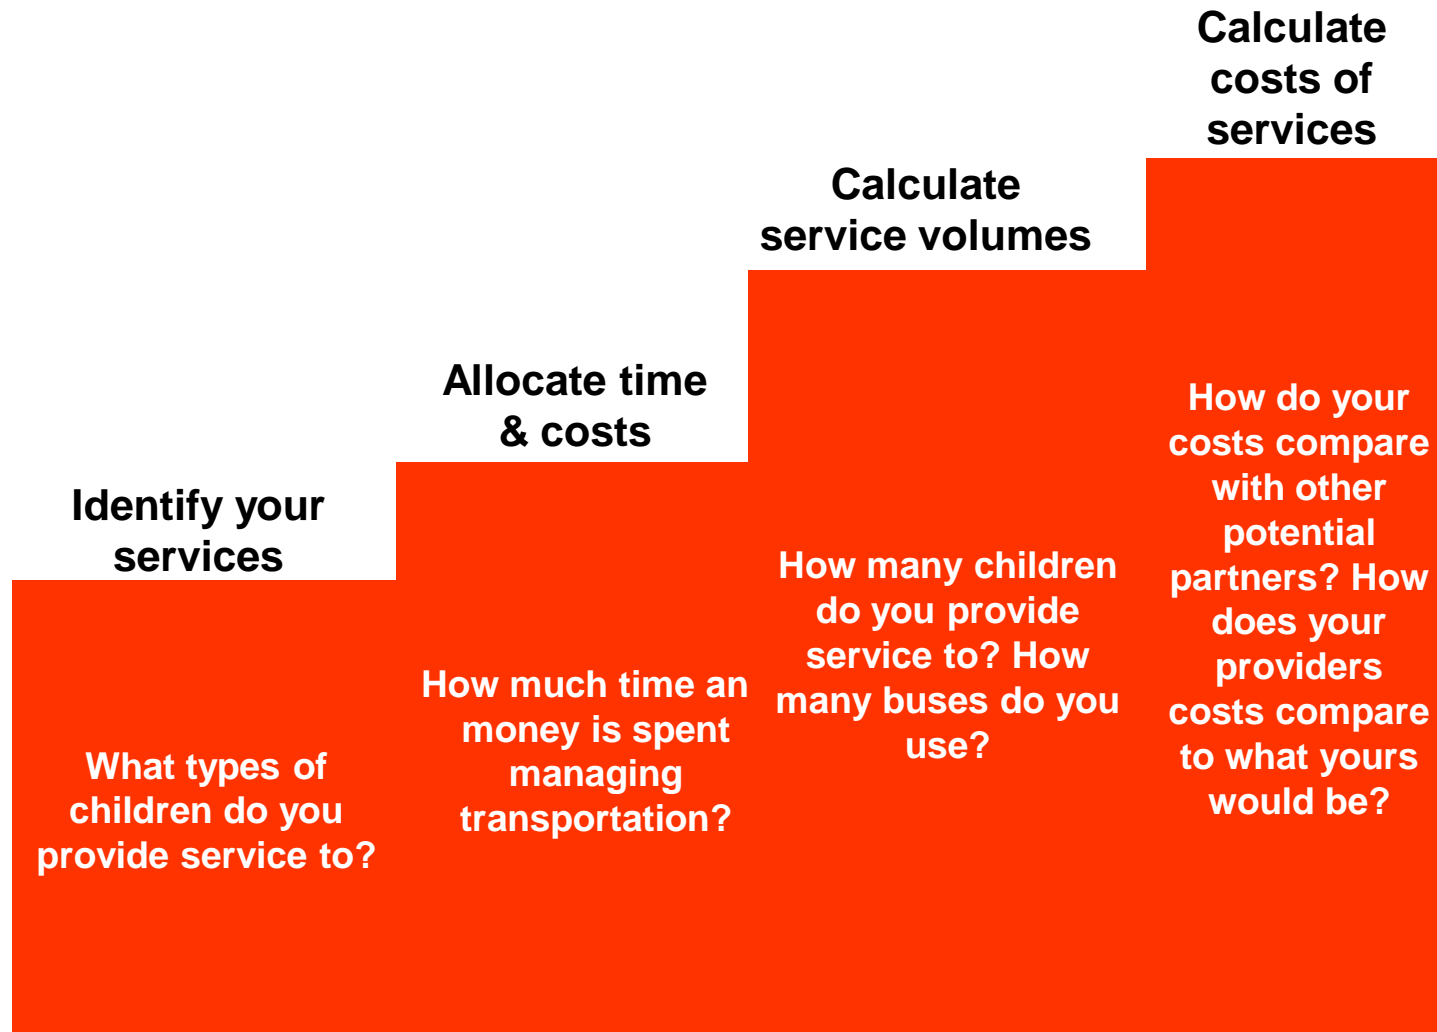 Identify your
services
What types of
children do you
provide service to?
Allocate time
& costs
How much time an
money is spent
managing
transportation?
Calculate
service volumes
How many children
do you provide
service to? How
many buses do you
use?
Calculate
costs of
services
How do your
costs compare
with other
potential
partners? How
does your
providers
costs compare
to what yours
would be?